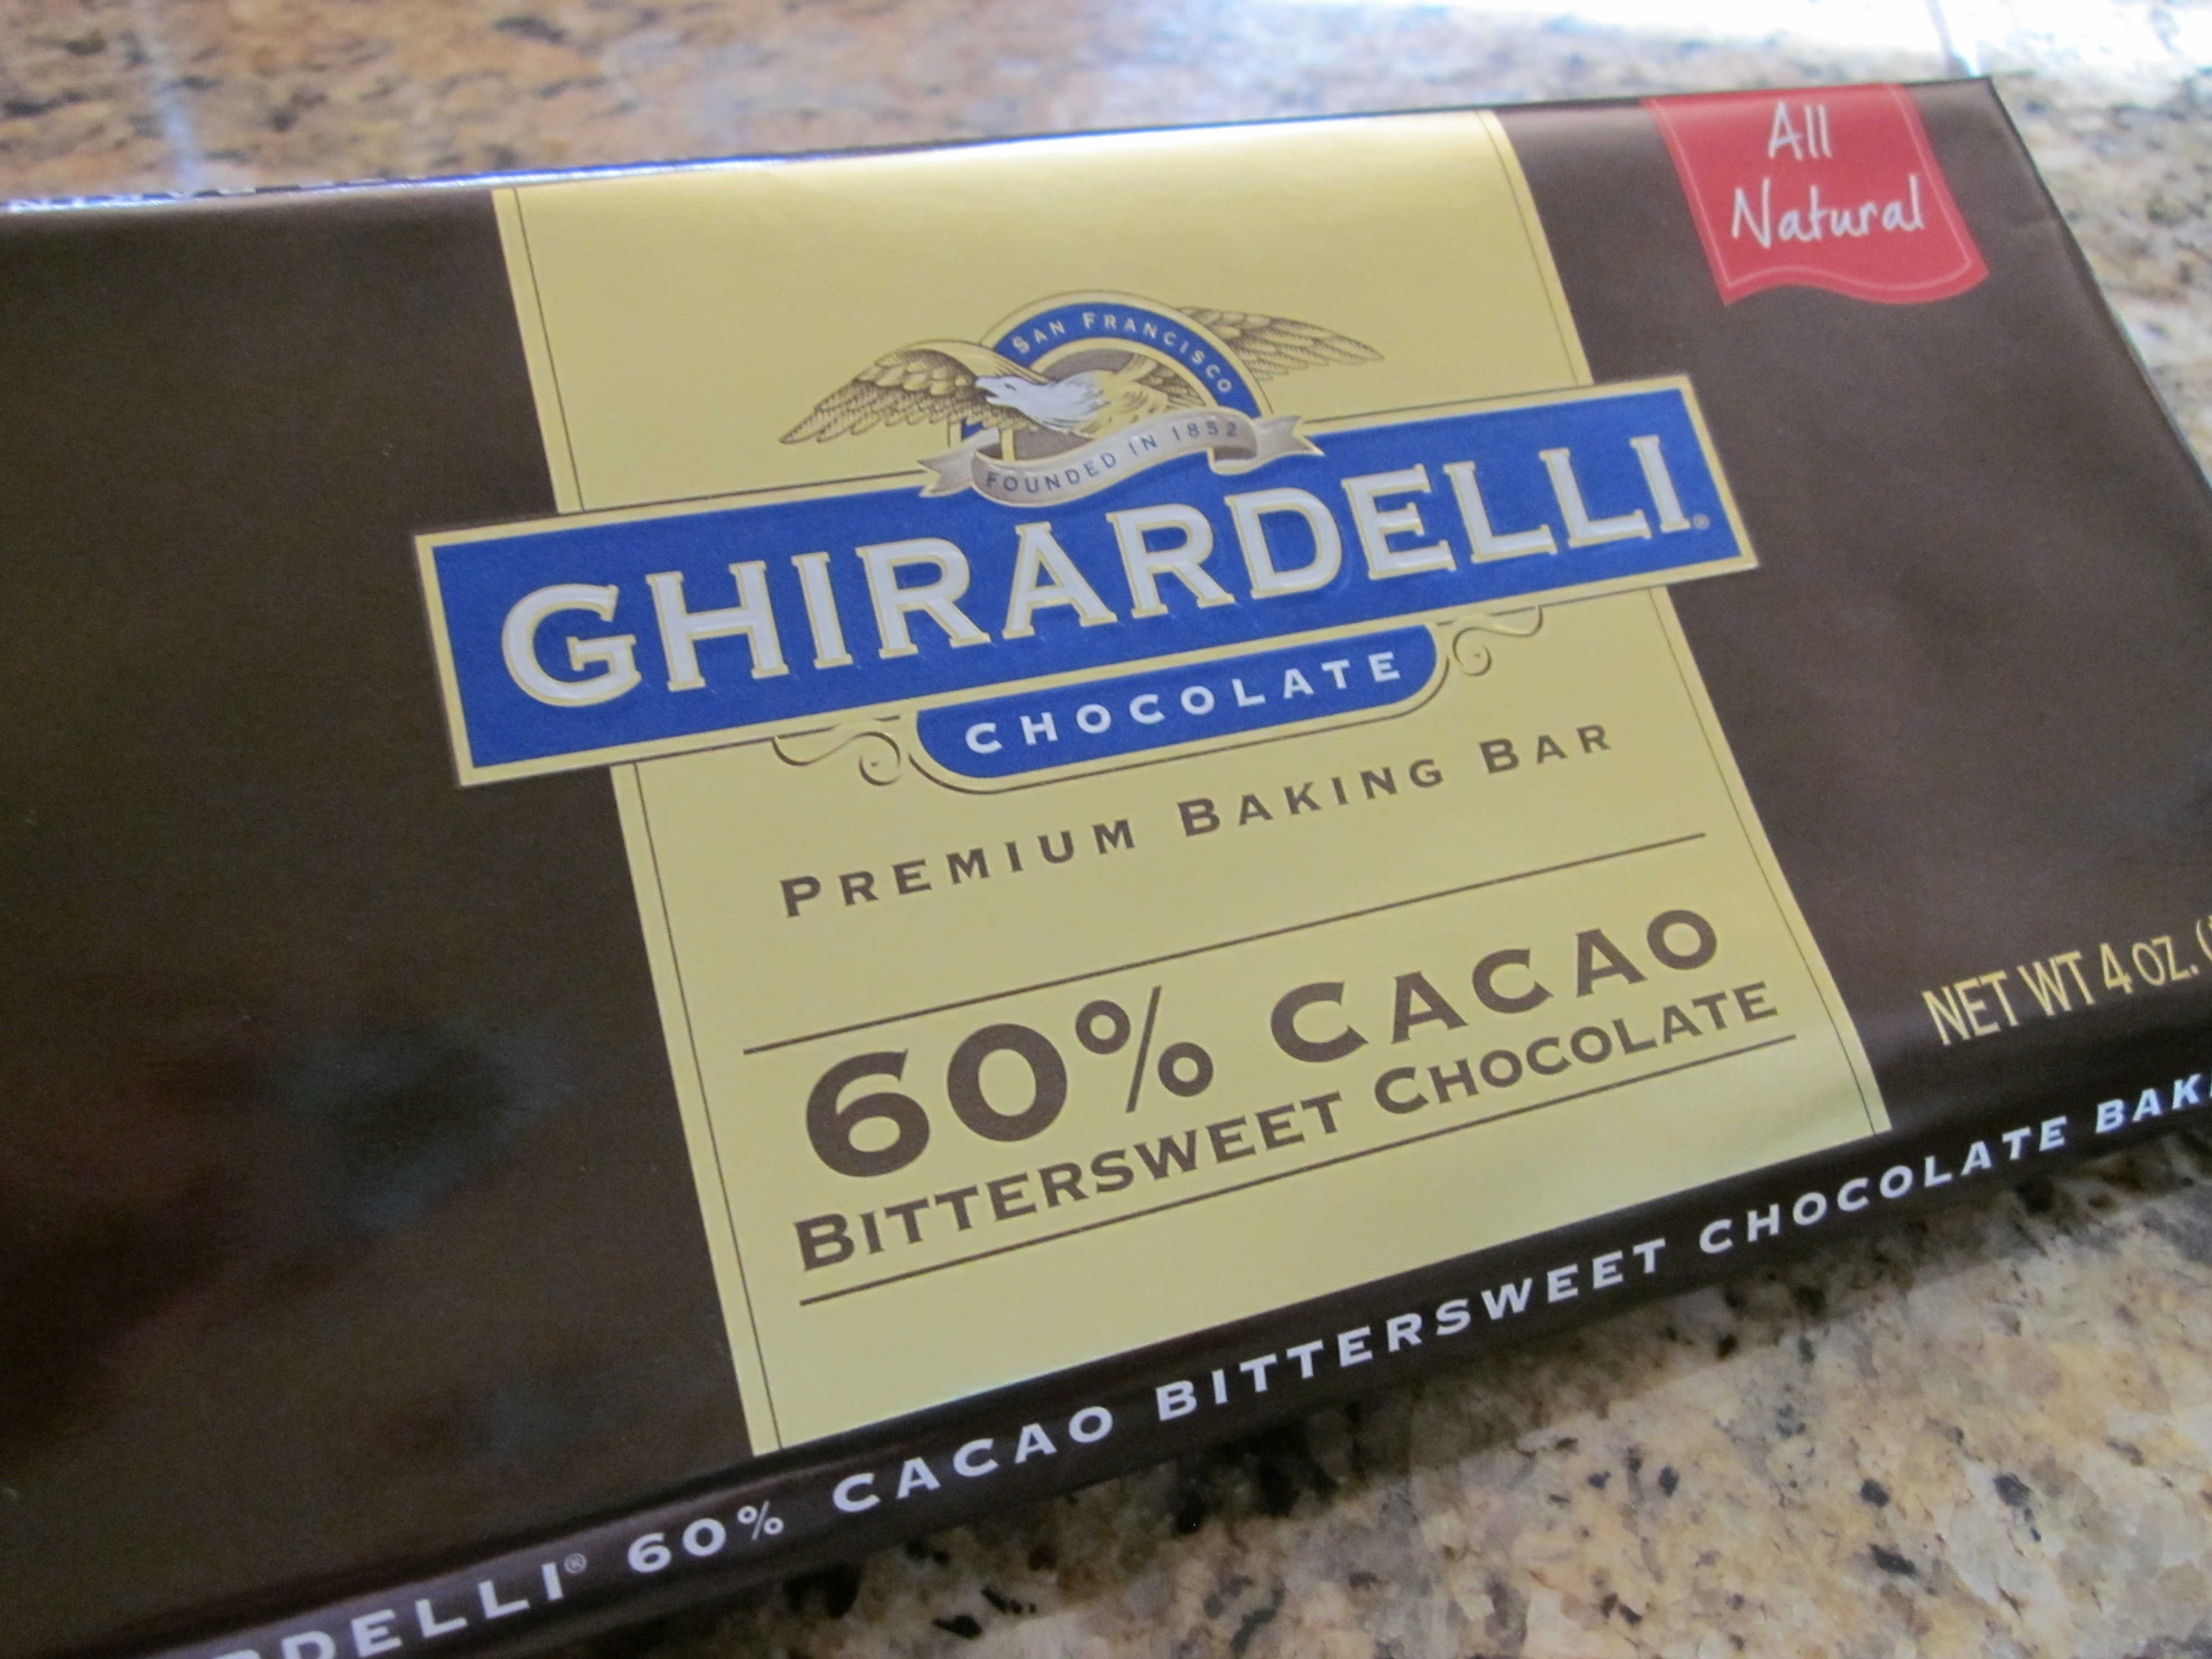 All
Natural
SAN FRANCISCO
FOUNDED IN 1852
GHIRARDELLI®
CHOCOLATE
PREMIUM BAKING BAR
60% CACAO
BITTERSWEET CHOCOLATE
NET WT 4 OZ.
RDELLI® 60% CACAO BITTERSWEET CHOCOLATE BAK